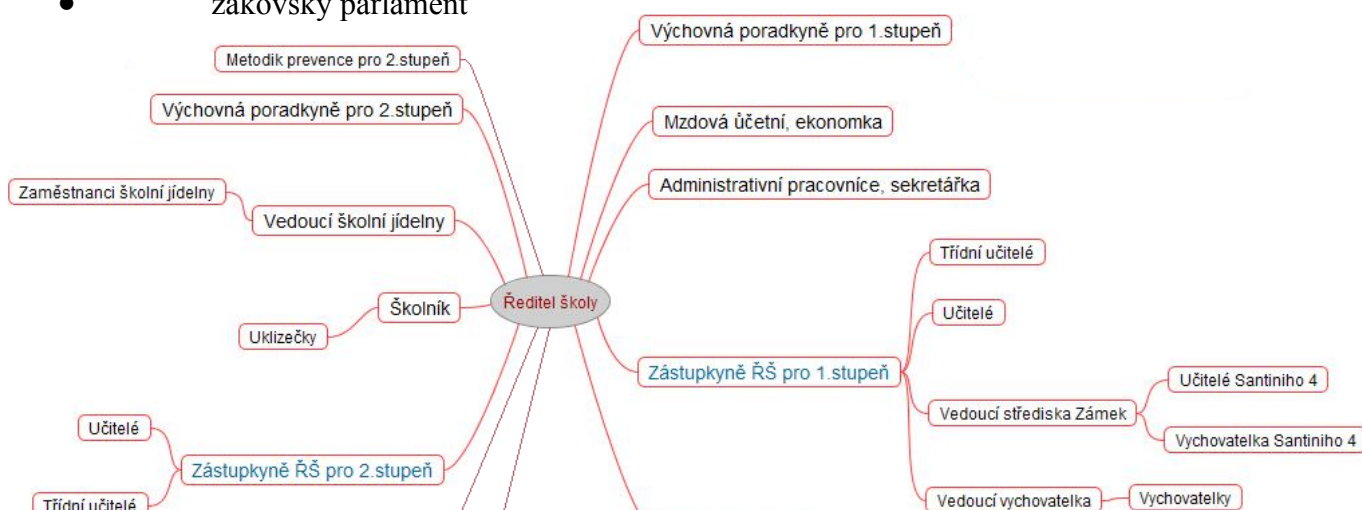 ● žákovský parlament
Výchovná poradkyně pro 1.stupeň
Metodik prevence pro 2.stupeň
Výchovná poradkyně pro 2.stupeň
Mzdová účetní, ekonomka
Administrativní pracovníce, sekretářka
Zaměstnanci školní jídelny
Vedoucí školní jídelny
Třídní učitelé
Ředitel školy
Školník
Učitelé
Uklizečky
Zástupkyně ŘŠ pro 1.stupeň
Učitelé Santiniho 4
Vedoucí střediska Zámek
Učitelé
Vychovatelka Santiniho 4
Zástupkyně ŘŠ pro 2.stupeň
Vedoucí vychovatelka
Vychovatelky
Třídní učitelé